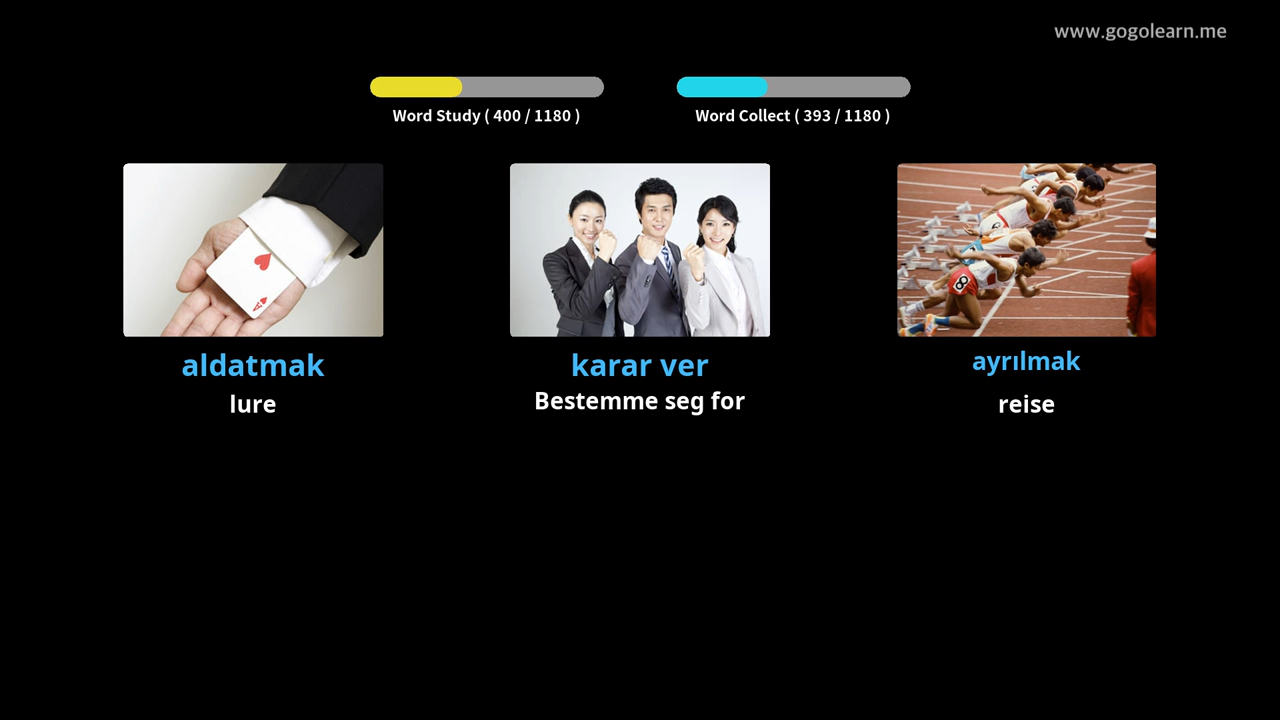 www.gogolearn.me
Word Study ( 400 / 1180 )
Word Collect ( 393 / 1180 )
aldatmak
lure
karar ver
Bestemme seg for
ayrılmak
reise